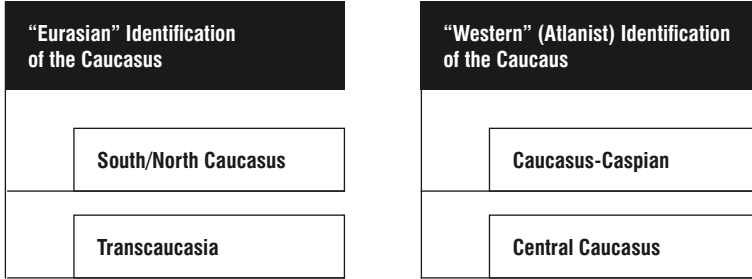 “Eurasian” Identification
of the Caucasus
South/North Caucasus
Transcaucasia
“Western” (Atlanist) Identification
of the Caucaus
Caucasus-Caspian
Central Caucasus